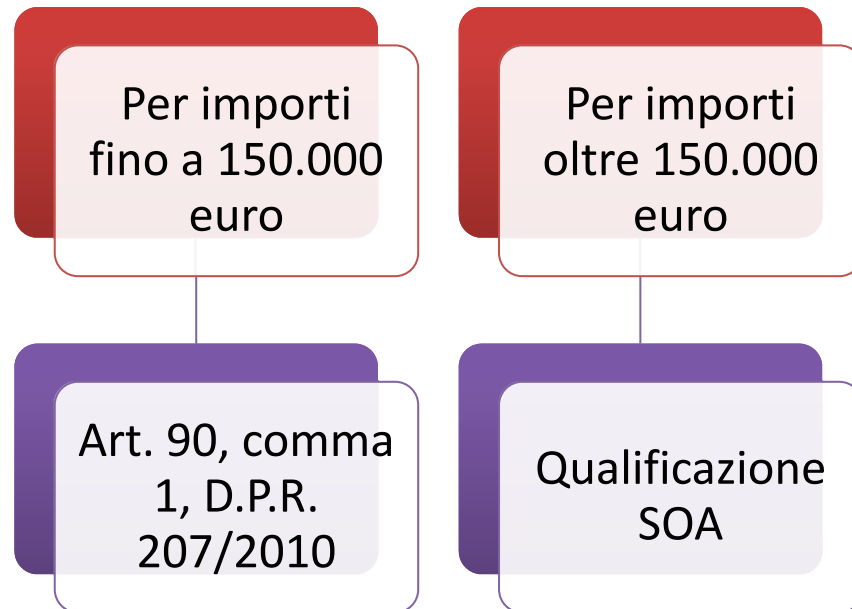 Per importi
fino a 150.000
euro
Per importi
oltre 150.000
euro
Art. 90, comma
1, D.P.R.
207/2010
Qualificazione
SOA